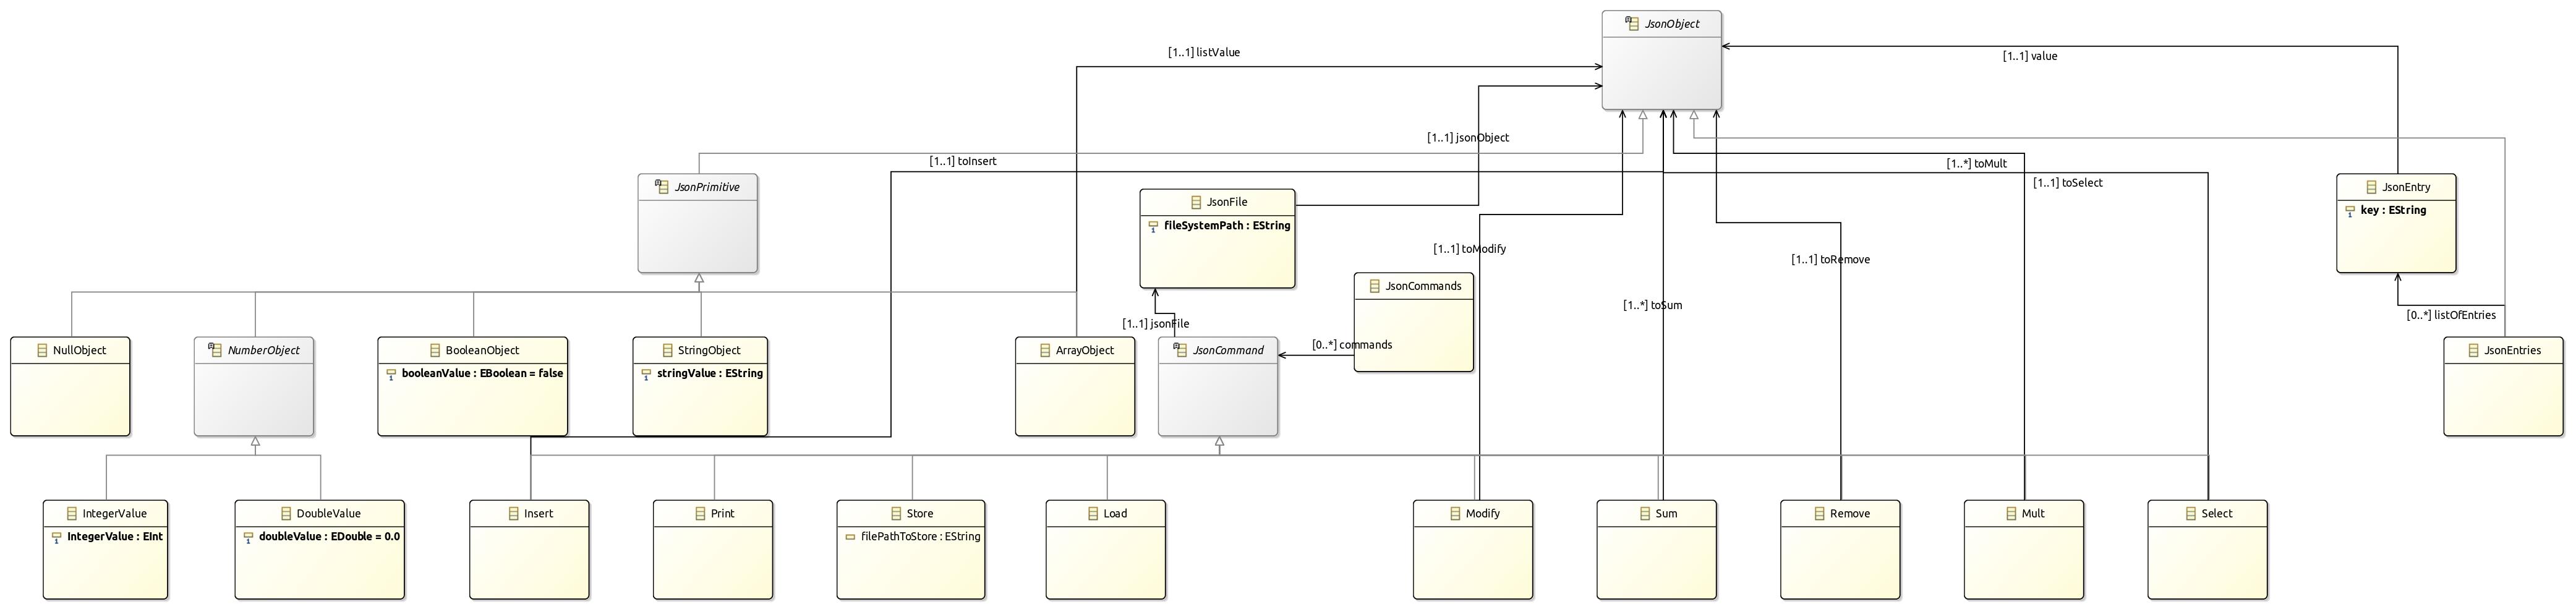 JsonObject
[1..1] listValue
[1..1] value
[1..1] jsonObject
[1..1] toInsert
[1..*] toMult
[1..1] toSelect
JsonPrimitive
JsonFile
fileSystemPath : EString
JsonEntry
key : EString
[1..1] toModify
[1..1] toRemove
JsonCommands
[1..*] toSum
[0..*] listOfEntries
[1..1] jsonFile
[0..*] commands
NullObject
NumberObject
BooleanObject
booleanValue : EBoolean = false
StringObject
stringValue : EString
ArrayObject
JsonCommand
JsonEntries
IntegerValue
IntegerValue : EInt
DoubleValue
doubleValue : EDouble = 0.0
Insert
Print
Store
filePathToStore : EString
Load
Modify
Sum
Remove
Mult
Select